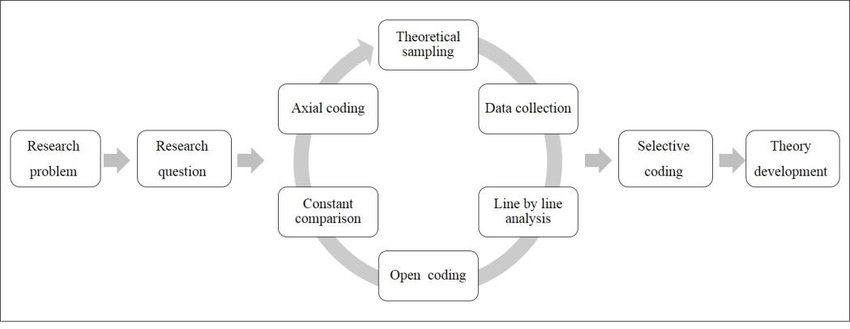 Research
problem
Research
question
Theoretical
sampling
Data collection
Line by line
analysis
Open coding
Constant
comparison
Axial coding
Selective
coding
Theory
development